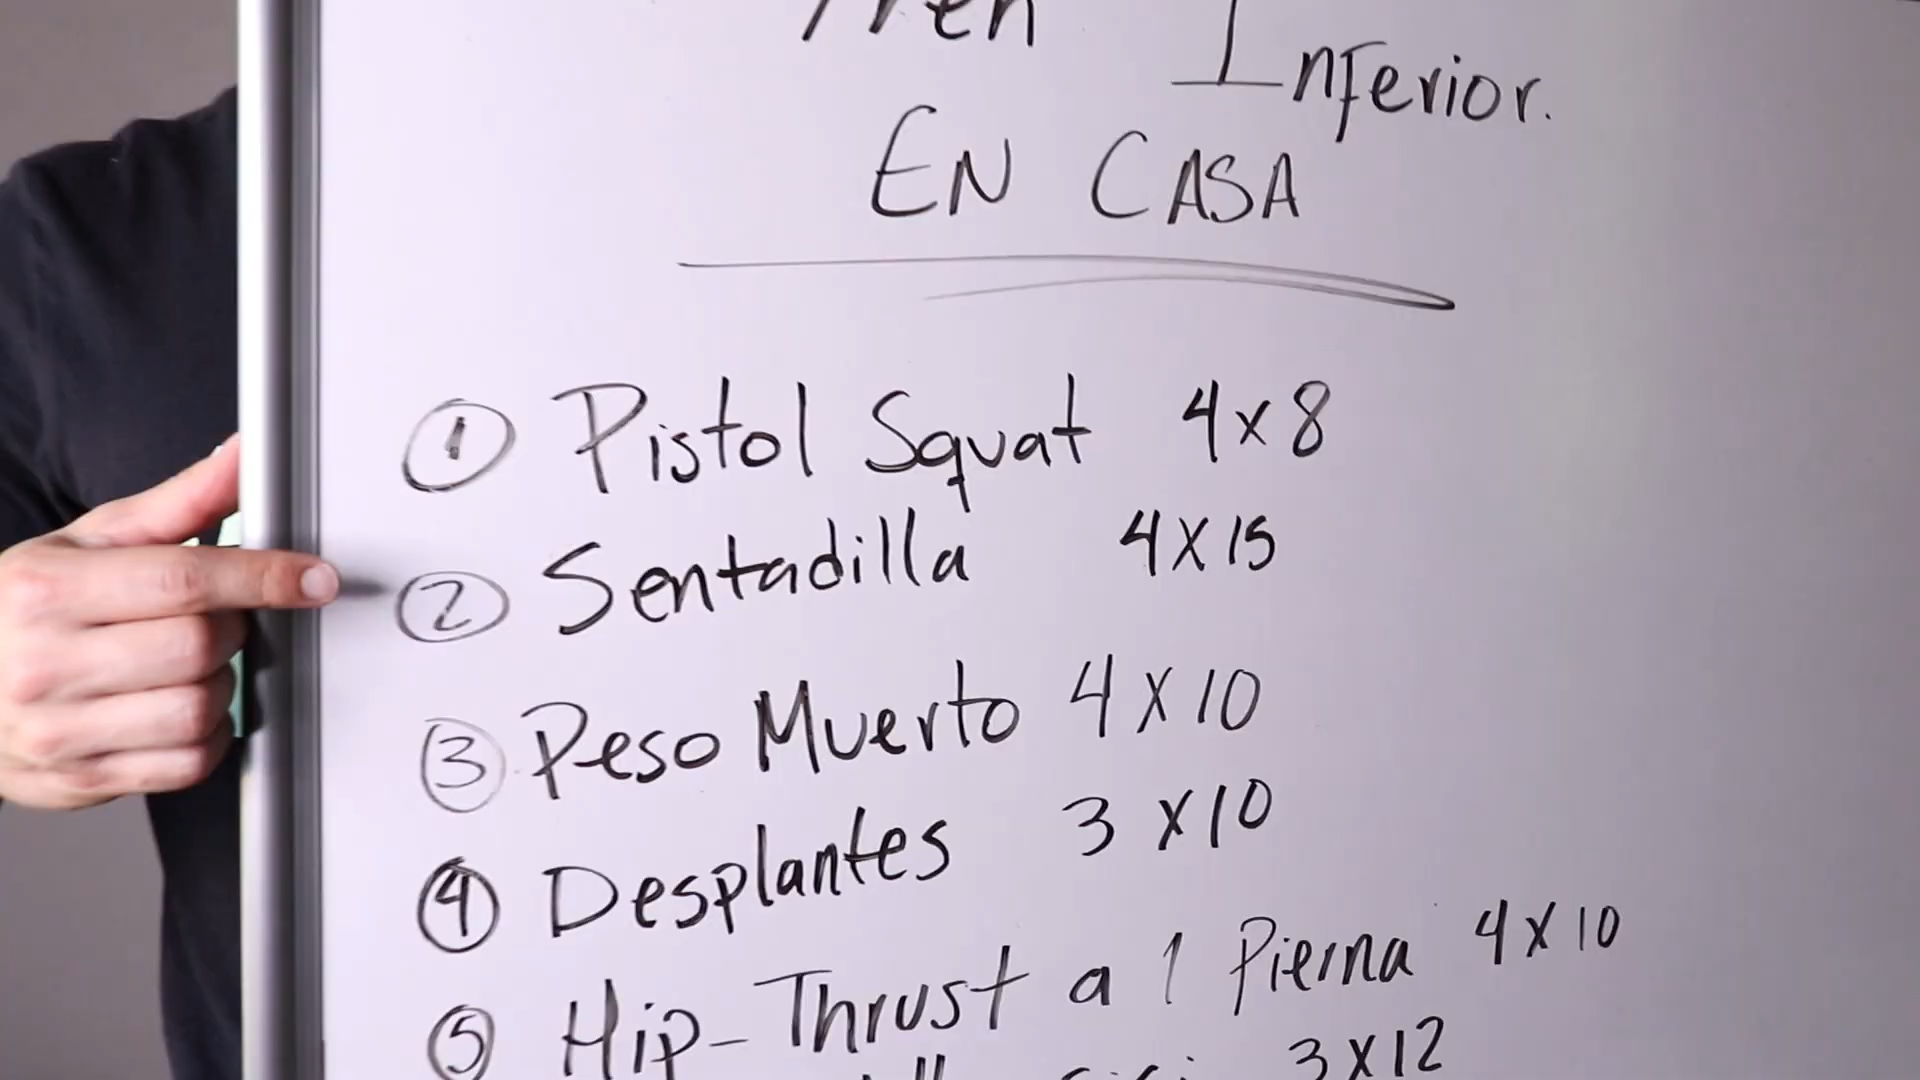 Tren Inferior.
EN CASA
① Pistol Squat 4x8
② Sentadilla 4x15
③ Peso Muerto 4x10
④ Desplantes 3x10
⑤ Hip-Thrust a 1 Pierna 4x10
3x12